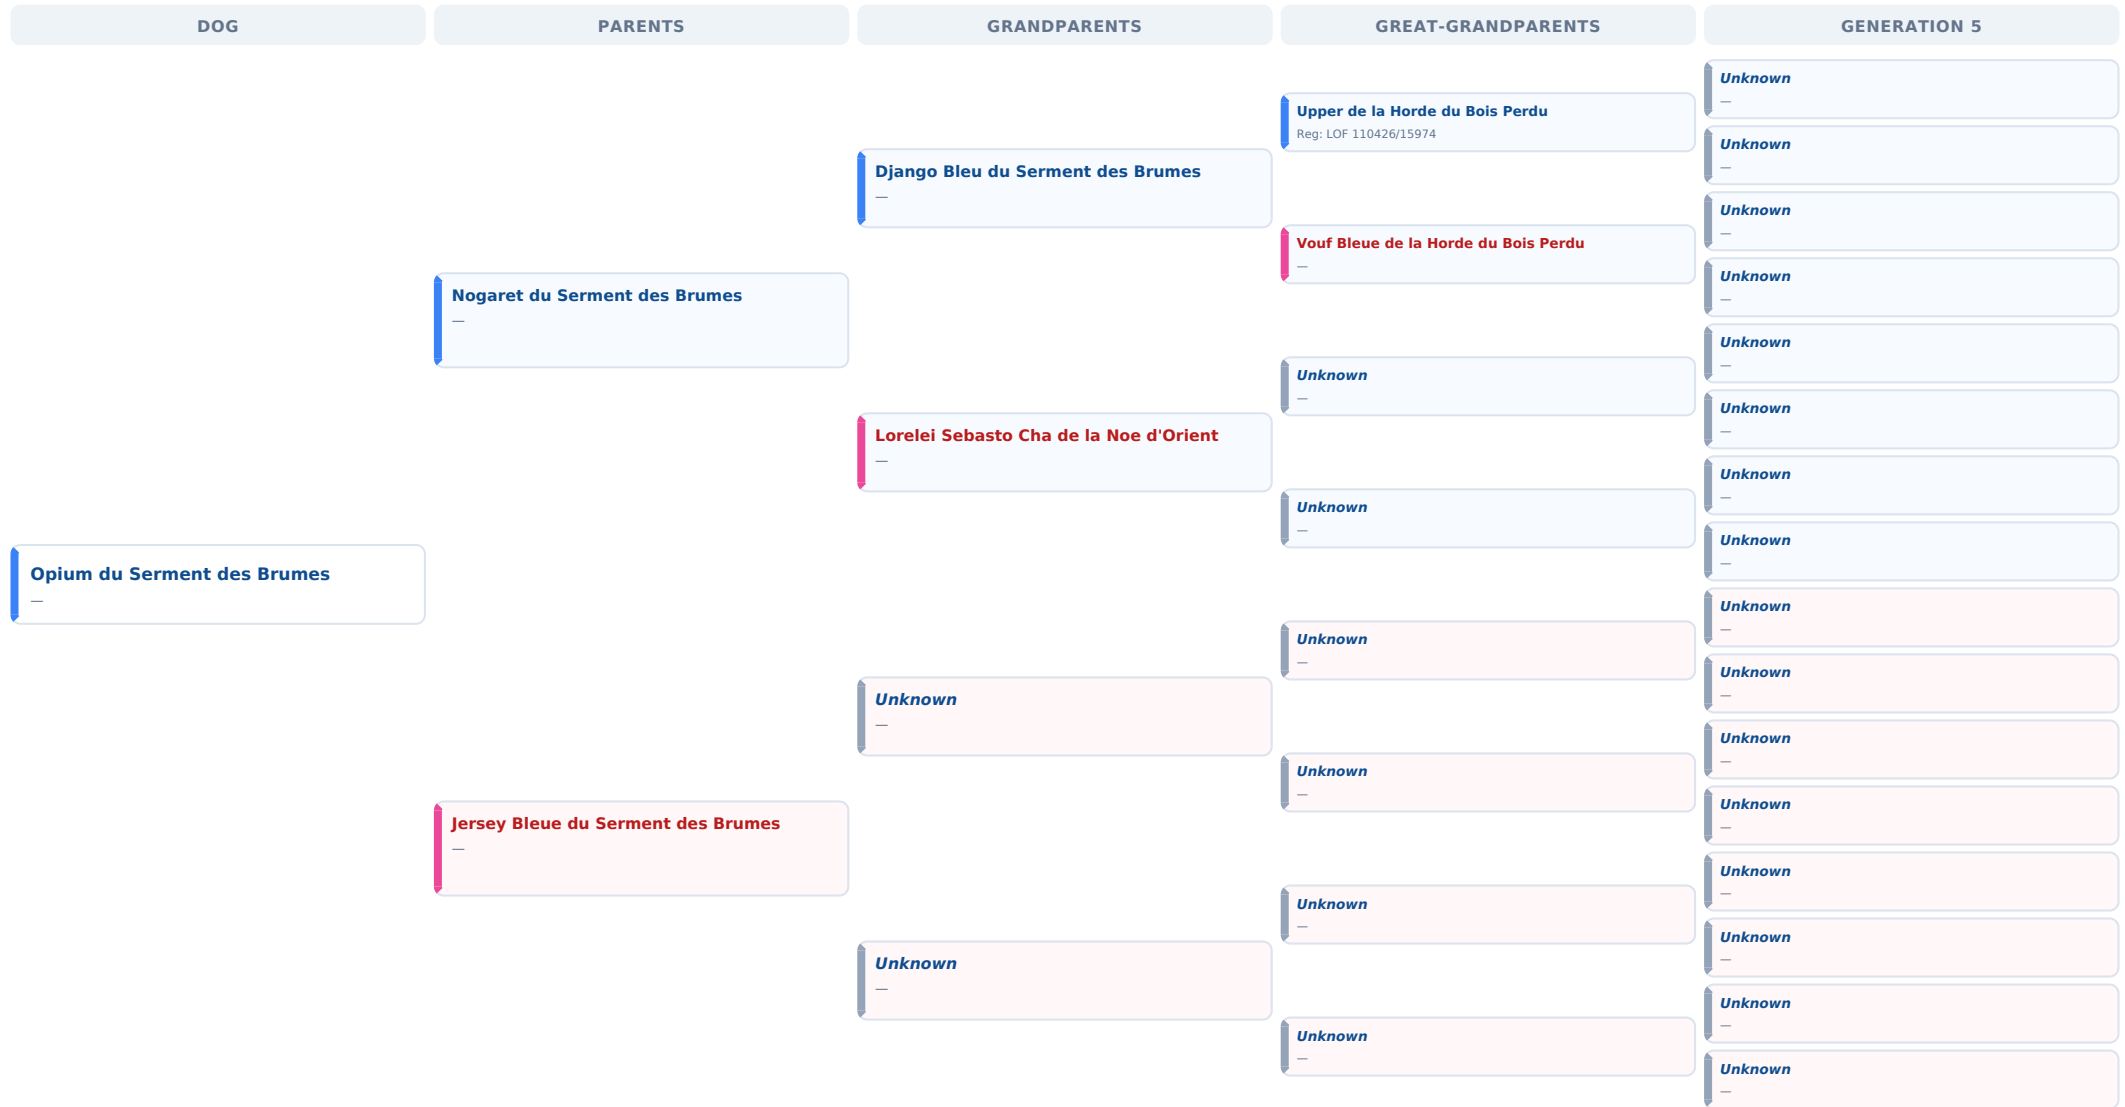 DOG
PARENTS
GRANDPARENTS
GREAT-GRANDPARENTS
GENERATION 5
Opium du Serment des Brumes
—
Nogaret du Serment des Brumes
—
Jersey Bleue du Serment des Brumes
—
Django Bleu du Serment des Brumes
—
Lorelei Sebasto Cha de la Noe d'Orient
—
Unknown
—
Unknown
—
Upper de la Horde du Bois Perdu
Reg: LOF 110426/15974
Vouf Bleue de la Horde du Bois Perdu
—
Unknown
—
Unknown
—
Unknown
—
Unknown
—
Unknown
—
Unknown
—
Unknown
—
Unknown
—
Unknown
—
Unknown
—
Unknown
—
Unknown
—
Unknown
—
Unknown
—
Unknown
—
Unknown
—
Unknown
—
Unknown
—
Unknown
—
Unknown
—
Unknown
—
Unknown
—